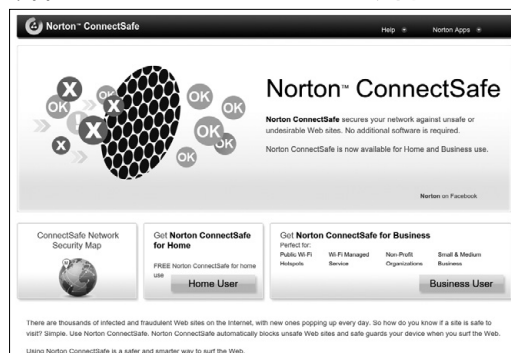 Norton™ ConnectSafe
Help
Norton Apps
X
OK
X
OK
OK
!
X
OK
X
OK
OK
Norton™ ConnectSafe
Norton ConnectSafe secures your network against unsafe or
undesirable Web sites. No additional software is required.
Norton ConnectSafe is now available for Home and Business use.
Norton on Facebook
ConnectSafe Network
Security Map
Get Norton ConnectSafe
for Home
FREE Norton ConnectSafe for home
use
Home User
Get Norton ConnectSafe for Business
Perfect for:
Public Wi-Fi Wi-Fi Managed Non-Profit Small & Medium
Hotspots Service Organizations Business
Business User
There are thousands of infected and fraudulent Web sites on the Internet, with new ones popping up every day. So how do you know if a site is safe to
visit? Simple. Use Norton ConnectSafe. Norton ConnectSafe automatically blocks unsafe Web sites and safe guards your device when you surf the Web.
Using Norton ConnectSafe is a safer and smarter way to surf the Web.